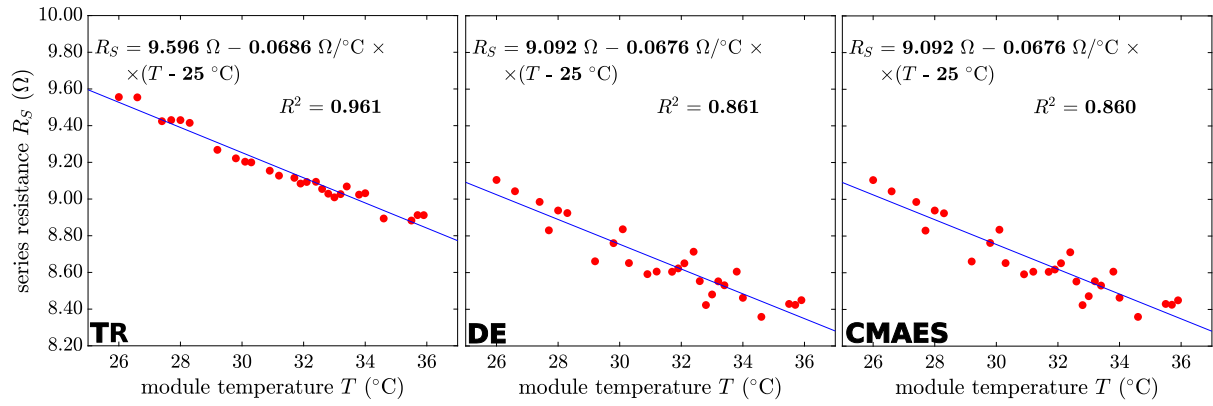 series resistance R_S (Ω)
10.00
9.80
9.60
9.40
9.20
9.00
8.80
8.60
8.40
8.20
R_S = 9.596 Ω − 0.0686 Ω/°C ×
×(T - 25 °C)
R² = 0.961
TR
26 28 30 32 34 36
module temperature T (°C)
R_S = 9.092 Ω − 0.0676 Ω/°C ×
×(T - 25 °C)
R² = 0.861
DE
26 28 30 32 34 36
module temperature T (°C)
R_S = 9.092 Ω − 0.0676 Ω/°C ×
×(T - 25 °C)
R² = 0.860
CMAES
26 28 30 32 34 36
module temperature T (°C)